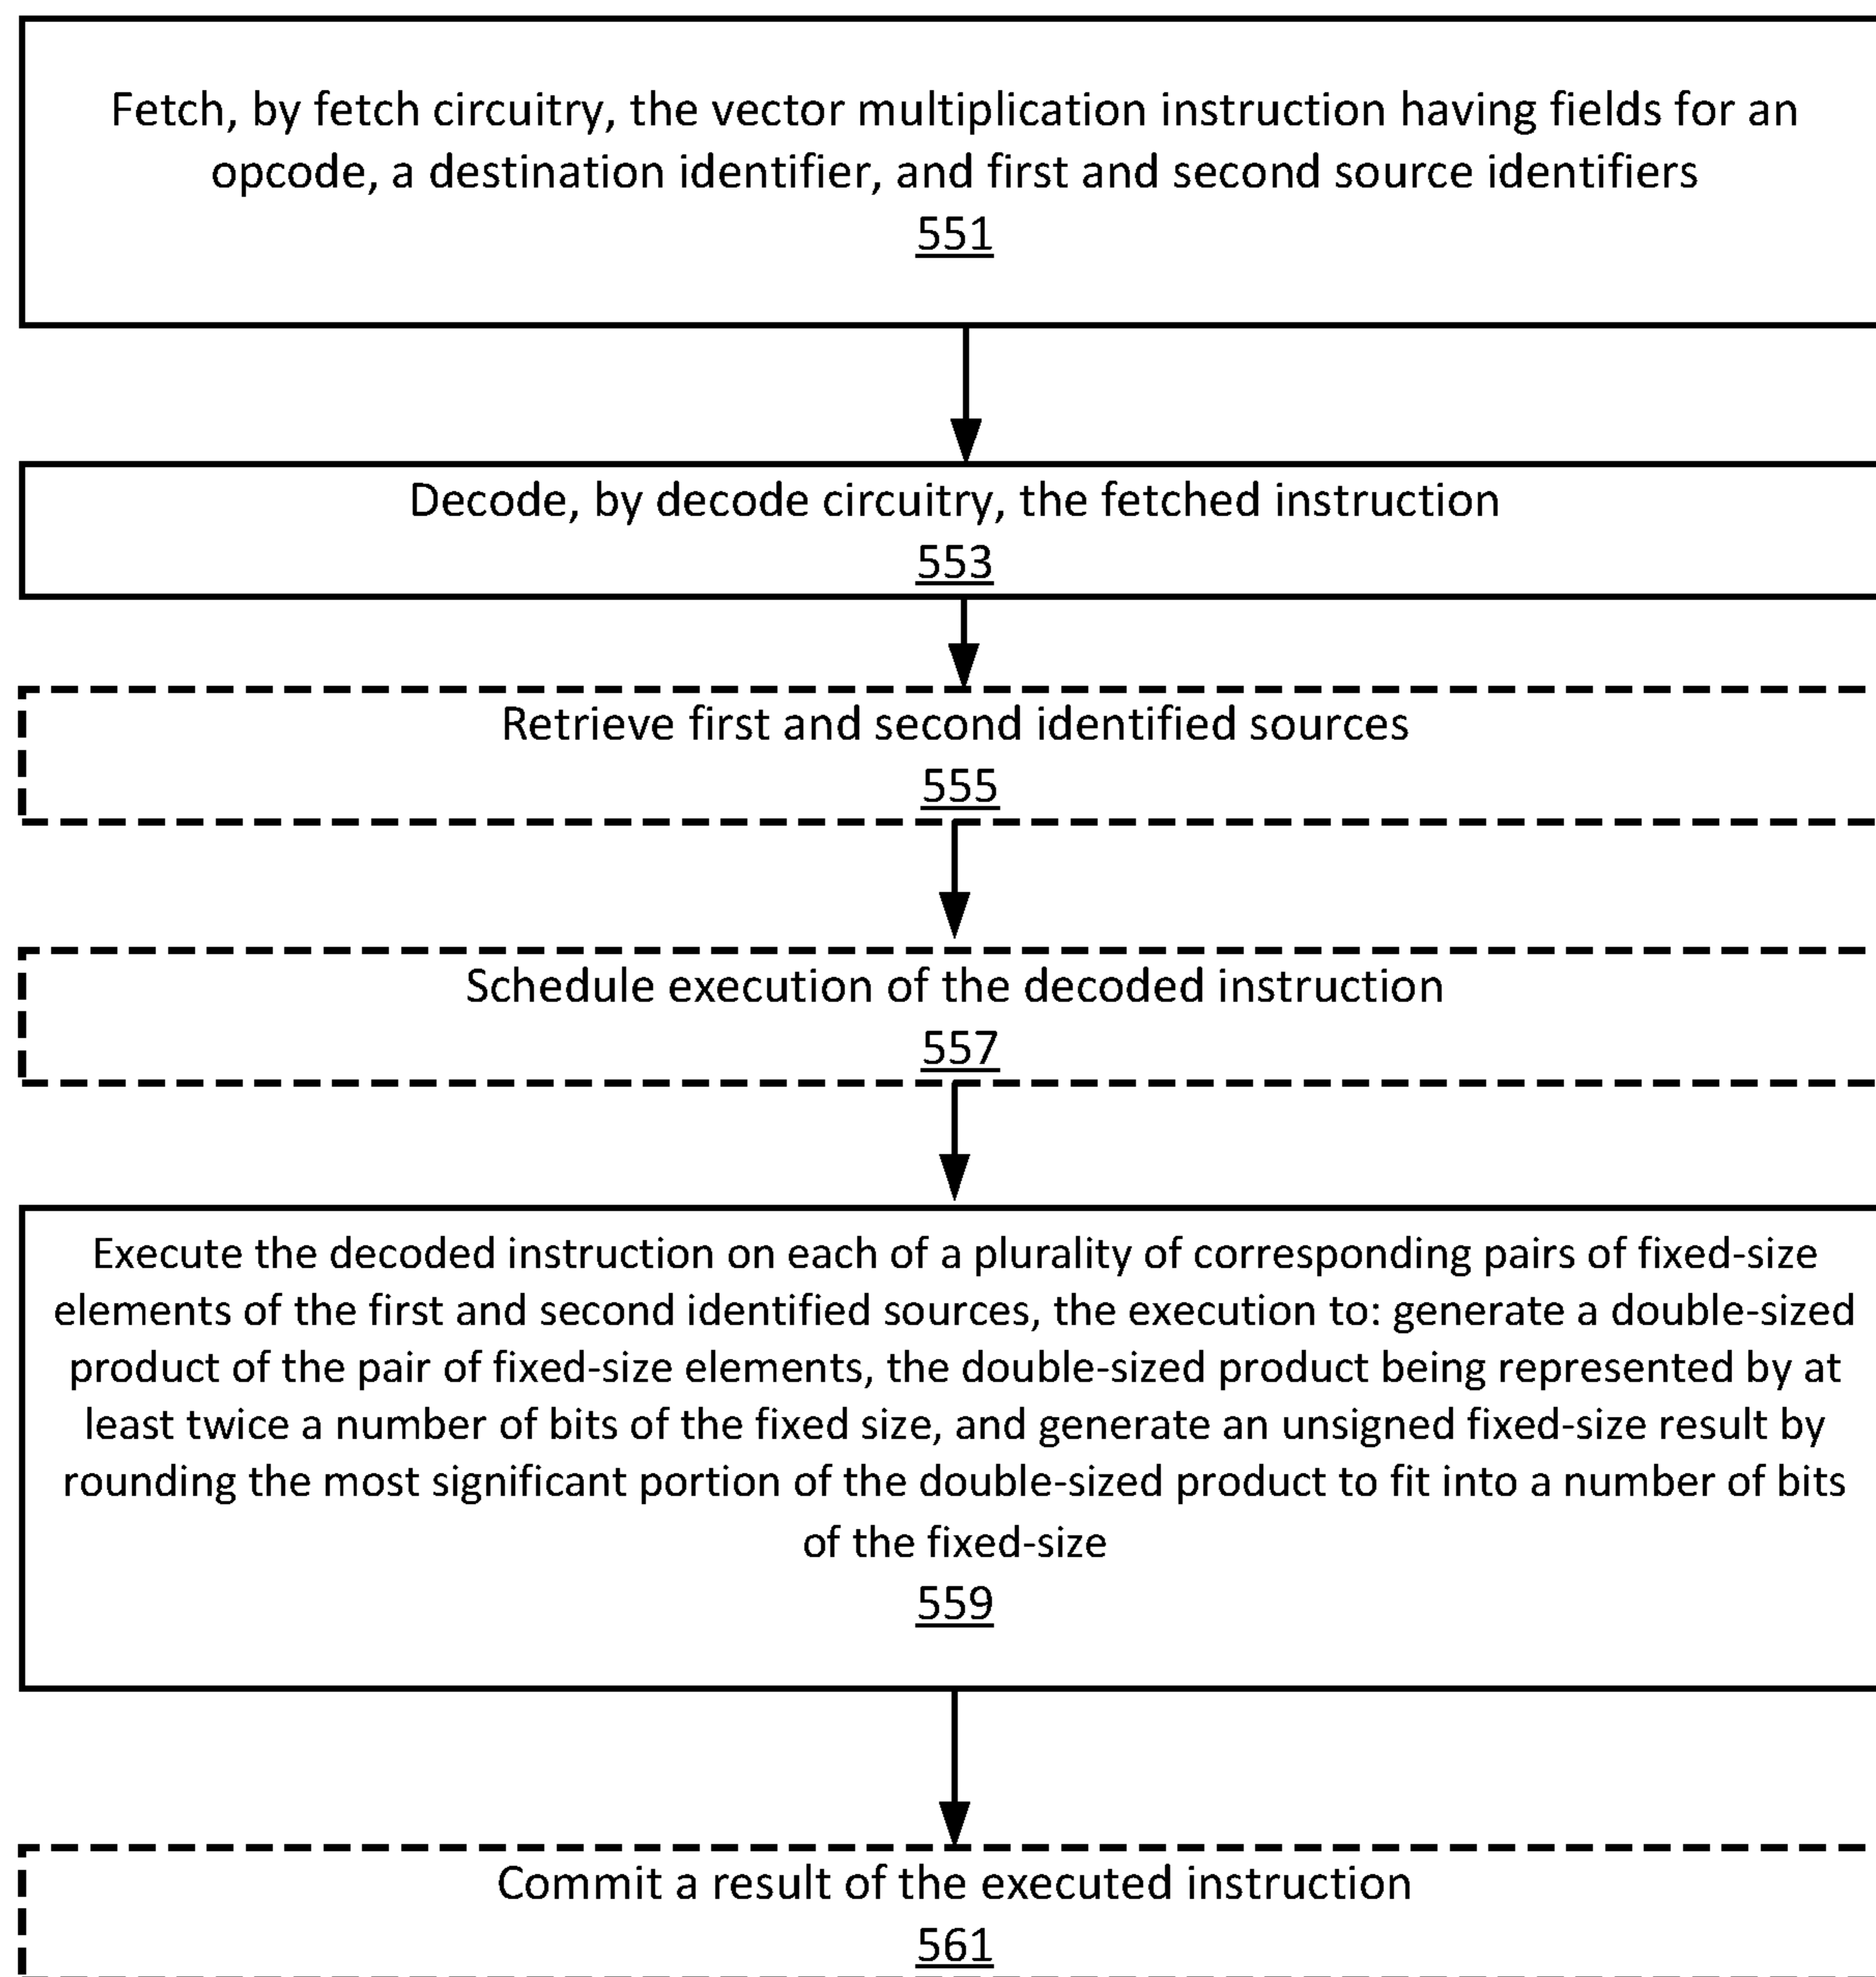 Fetch, by fetch circuitry, the vector multiplication instruction having fields for an
opcode, a destination identifier, and first and second source identifiers
551
Decode, by decode circuitry, the fetched instruction
553
Retrieve first and second identified sources
555
Schedule execution of the decoded instruction
557
Execute the decoded instruction on each of a plurality of corresponding pairs of fixed-size
elements of the first and second identified sources, the execution to: generate a double-sized
product of the pair of fixed-size elements, the double-sized product being represented by at
least twice a number of bits of the fixed size, and generate an unsigned fixed-size result by
rounding the most significant portion of the double-sized product to fit into a number of bits
of the fixed-size
559
Commit a result of the executed instruction
561